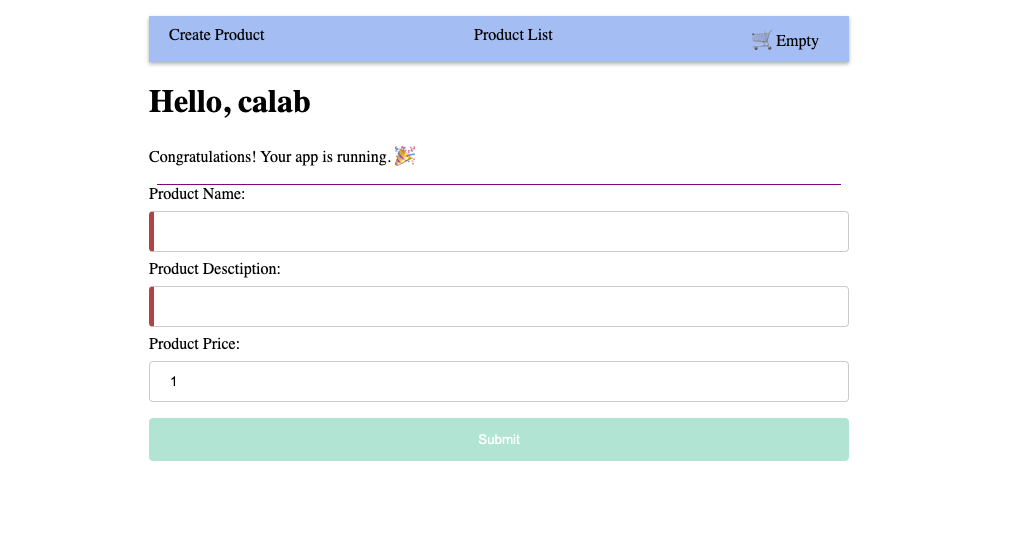 Create Product Product List 🛒 Empty
Hello, calab
Congratulations! Your app is running. 🎉
Product Name:
Product Desctiption:
Product Price:
1
Submit